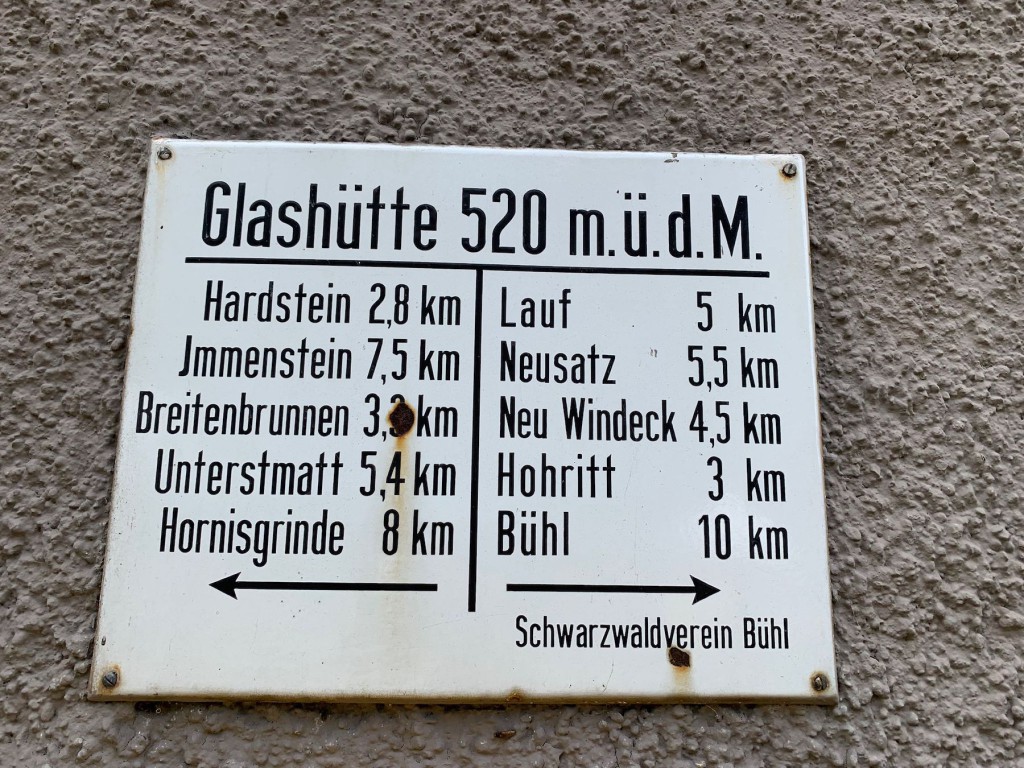 Glashütte 520 m.ü.d.M.
Hardstein 2,8 km
Jmmenstein 7,5 km
Breitenbrunnen km
Unterstmatt 5,4 km
Hornisgrinde 8 km
Lauf 5 km
Neusatz 5,5 km
Neu Windeck 4,5 km
Hohritt 3 km
Bühl 10 km
Schwarzwaldverein Bühl